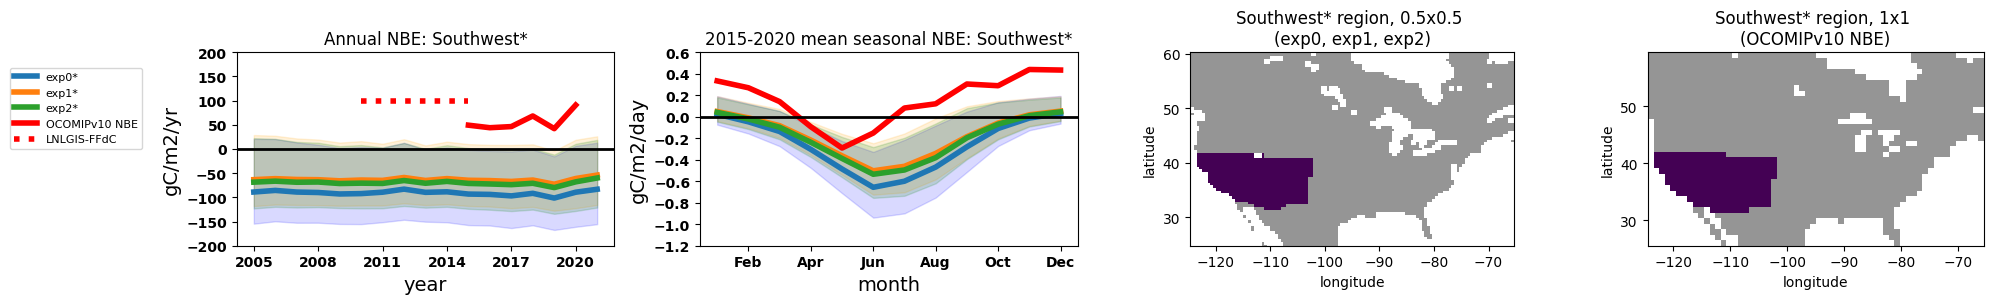 exp0*
exp1*
exp2*
OCOMIPv10 NBE
LNLGIS-FFdC
Annual NBE: Southwest*
gC/m2/yr
200
150
100
50
0
−50
−100
−150
−200
2005 2008 2011 2014 2017 2020
year
2015-2020 mean seasonal NBE: Southwest*
gC/m2/day
0.6
0.4
0.2
0.0
−0.2
−0.4
−0.6
−0.8
−1.0
−1.2
Feb Apr Jun Aug Oct Dec
month
Southwest* region, 0.5x0.5
(exp0, exp1, exp2)
latitude
60
50
40
30
−120 −110 −100 −90 −80 −70
longitude
Southwest* region, 1x1
(OCOMIPv10 NBE)
latitude
50
40
30
−120 −110 −100 −90 −80 −70
longitude